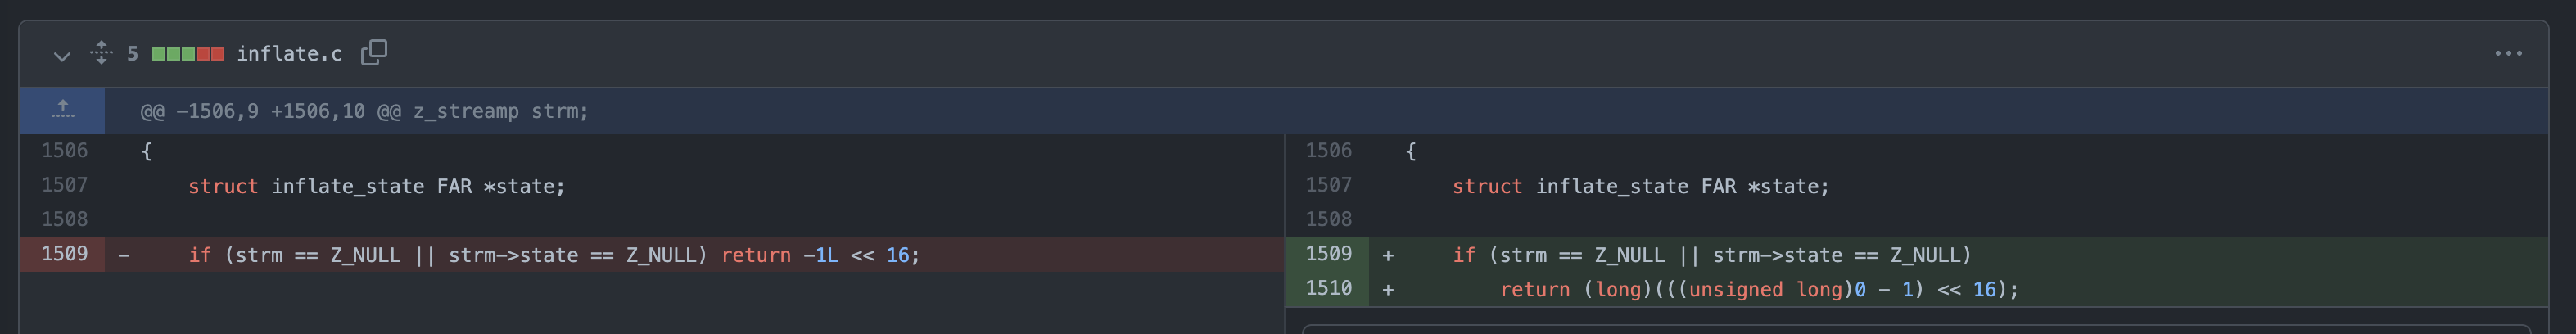 5 inflate.c
@@ -1506,9 +1506,10 @@ z_streamp strm;
1506 {
1507 struct inflate_state FAR *state;
1508
1509 - if (strm == Z_NULL || strm->state == Z_NULL) return -1L << 16;
1506 {
1507 struct inflate_state FAR *state;
1508
1509 + if (strm == Z_NULL || strm->state == Z_NULL)
1510 + return (long)(((unsigned long)0 - 1) << 16);